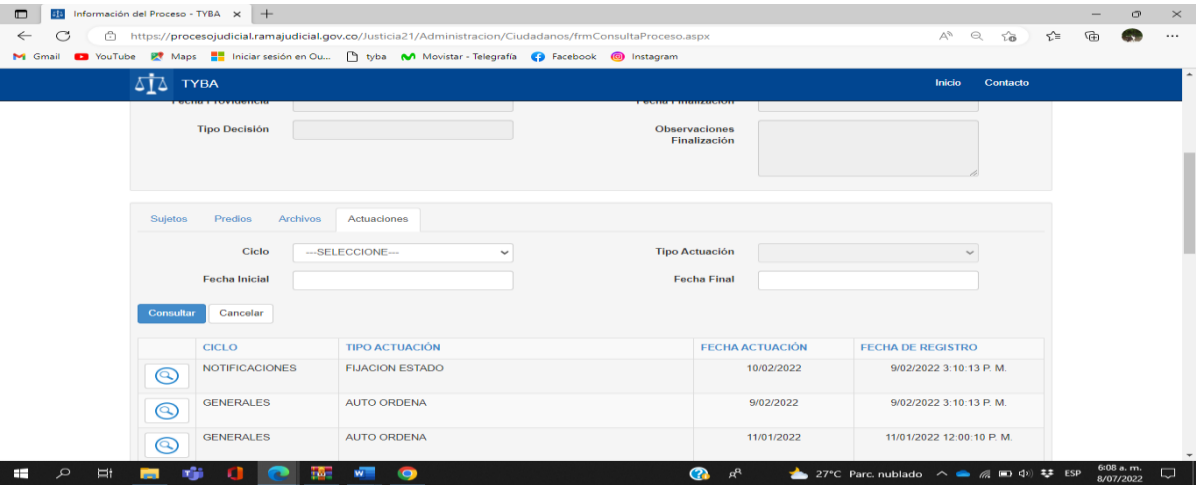 Información del Proceso - TYBA
https://procesojudicial.ramajudicial.gov.co/Justicia21/Administracion/Ciudadanos/frmConsultaProceso.aspx
Gmail YouTube Maps Iniciar sesión en Ou... tyba Movistar - Telegrafía Facebook Instagram
TYBA Inicio Contacto
Fecha Providencia Fecha Finalización
Tipo Decisión Observaciones
Finalización
Sujetos Predios Archivos Actuaciones
Ciclo ---SELECCIONE--- Tipo Actuación
Fecha Inicial Fecha Final
Consultar Cancelar
CICLO TIPO ACTUACIÓN FECHA ACTUACIÓN FECHA DE REGISTRO
NOTIFICACIONES FIJACION ESTADO 10/02/2022 9/02/2022 3:10:13 P. M.
GENERALES AUTO ORDENA 9/02/2022 9/02/2022 3:10:13 P. M.
GENERALES AUTO ORDENA 11/01/2022 11/01/2022 12:00:10 P. M.
27°C Parc. nublado ESP 6:08 a. m.
8/07/2022